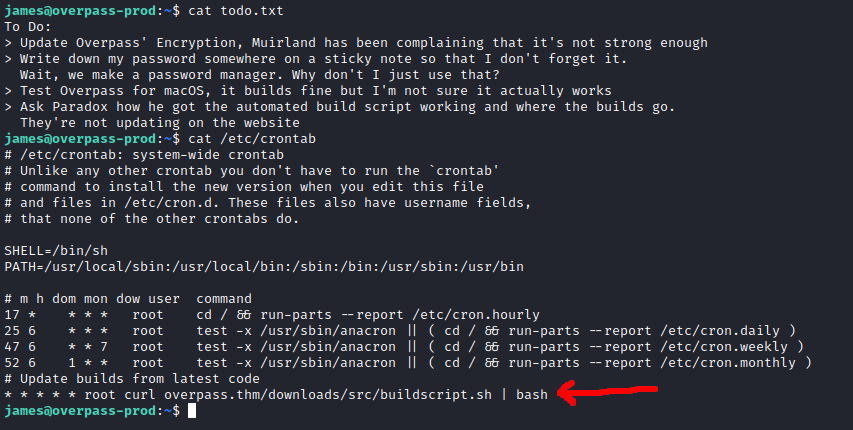 james@overpass-prod:~$ cat todo.txt
To Do:
> Update Overpass' Encryption, Muirland has been complaining that it's not strong enough
> Write down my password somewhere on a sticky note so that I don't forget it.
  Wait, we make a password manager. Why don't I just use that?
> Test Overpass for macOS, it builds fine but I'm not sure it actually works
> Ask Paradox how he got the automated build script working and where the builds go.
  They're not updating on the website
james@overpass-prod:~$ cat /etc/crontab
# /etc/crontab: system-wide crontab
# Unlike any other crontab you don't have to run the `crontab'
# command to install the new version when you edit this file
# and files in /etc/cron.d. These files also have username fields,
# that none of the other crontabs do.

SHELL=/bin/sh
PATH=/usr/local/sbin:/usr/local/bin:/sbin:/bin:/usr/sbin:/usr/bin

# m h dom mon dow user  command
17 *    * * *   root    cd / && run-parts --report /etc/cron.hourly
25 6    * * *   root    test -x /usr/sbin/anacron || ( cd / && run-parts --report /etc/cron.daily )
47 6    * * 7   root    test -x /usr/sbin/anacron || ( cd / && run-parts --report /etc/cron.weekly )
52 6    1 * *   root    test -x /usr/sbin/anacron || ( cd / && run-parts --report /etc/cron.monthly )
# Update builds from latest code
* * * * * root curl overpass.thm/downloads/src/buildscript.sh | bash
james@overpass-prod:~$